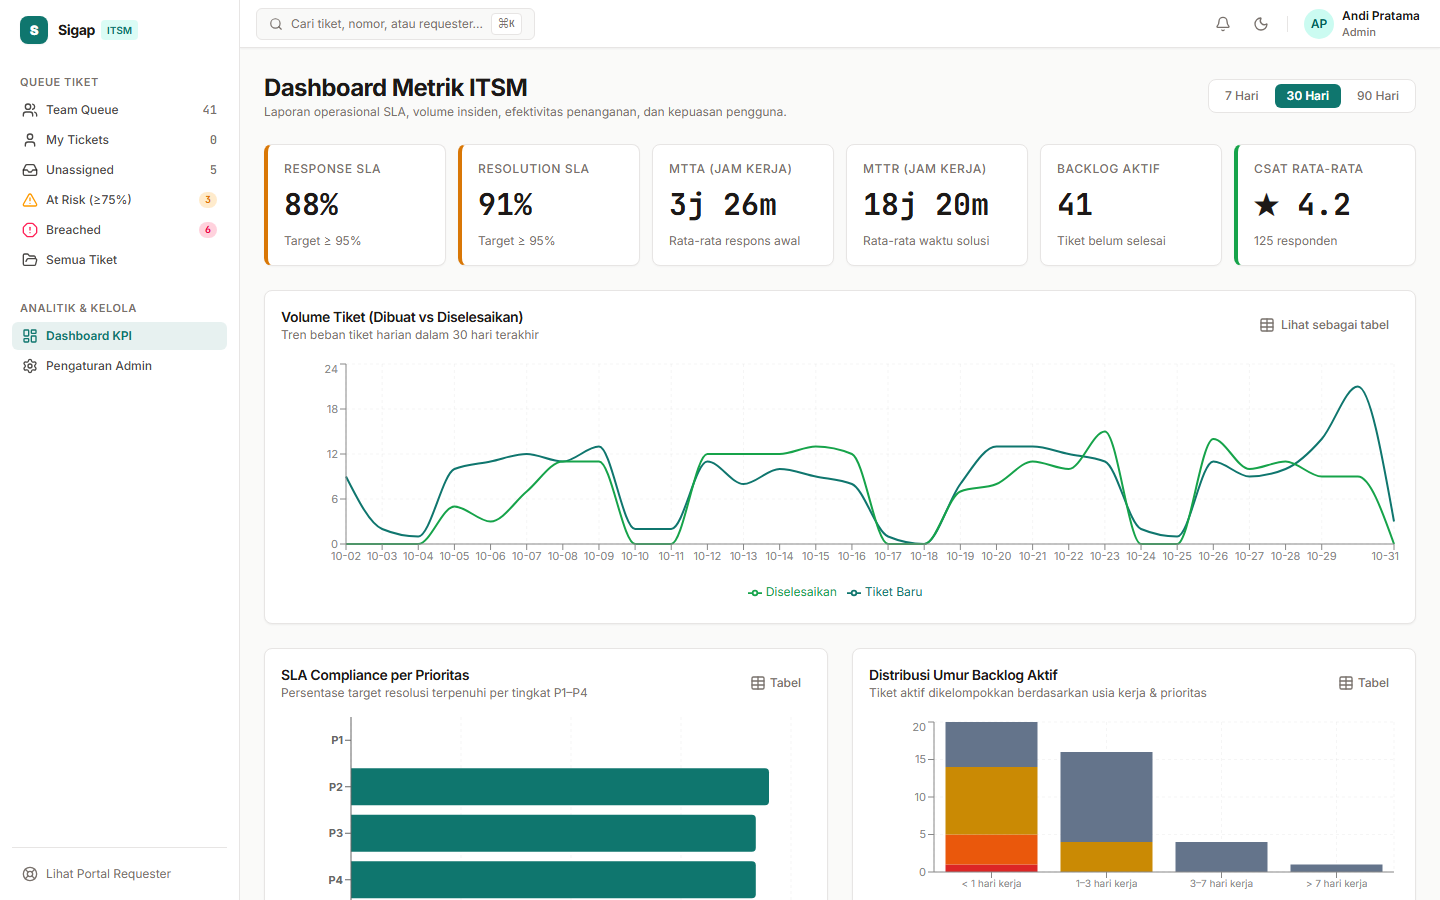 S Sigap ITSM
Cari tiket, nomor, atau requester... ⌘K
AP Andi Pratama
Admin
QUEUE TIKET
Team Queue 41
My Tickets 0
Unassigned 5
At Risk (≥75%) 3
Breached 6
Semua Tiket
ANALITIK & KELOLA
Dashboard KPI
Pengaturan Admin
Lihat Portal Requester
Dashboard Metrik ITSM
Laporan operasional SLA, volume insiden, efektivitas penanganan, dan kepuasan pengguna.
7 Hari 30 Hari 90 Hari
RESPONSE SLA
88%
Target ≥ 95%
RESOLUTION SLA
91%
Target ≥ 95%
MTTA (JAM KERJA)
3j 26m
Rata-rata respons awal
MTTR (JAM KERJA)
18j 20m
Rata-rata waktu solusi
BACKLOG AKTIF
41
Tiket belum selesai
CSAT RATA-RATA
★ 4.2
125 responden
Volume Tiket (Dibuat vs Diselesaikan)
Tren beban tiket harian dalam 30 hari terakhir
Lihat sebagai tabel
24
18
12
6
0
10-02 10-03 10-04 10-05 10-06 10-07 10-08 10-09 10-10 10-11 10-12 10-13 10-14 10-15 10-16 10-17 10-18 10-19 10-20 10-21 10-22 10-23 10-24 10-25 10-26 10-27 10-28 10-29 10-31
Diselesaikan Tiket Baru
SLA Compliance per Prioritas
Persentase target resolusi terpenuhi per tingkat P1–P4
Tabel
P1
P2
P3
P4
Distribusi Umur Backlog Aktif
Tiket aktif dikelompokkan berdasarkan usia kerja & prioritas
Tabel
20
15
10
5
0
< 1 hari kerja 1–3 hari kerja 3–7 hari kerja > 7 hari kerja